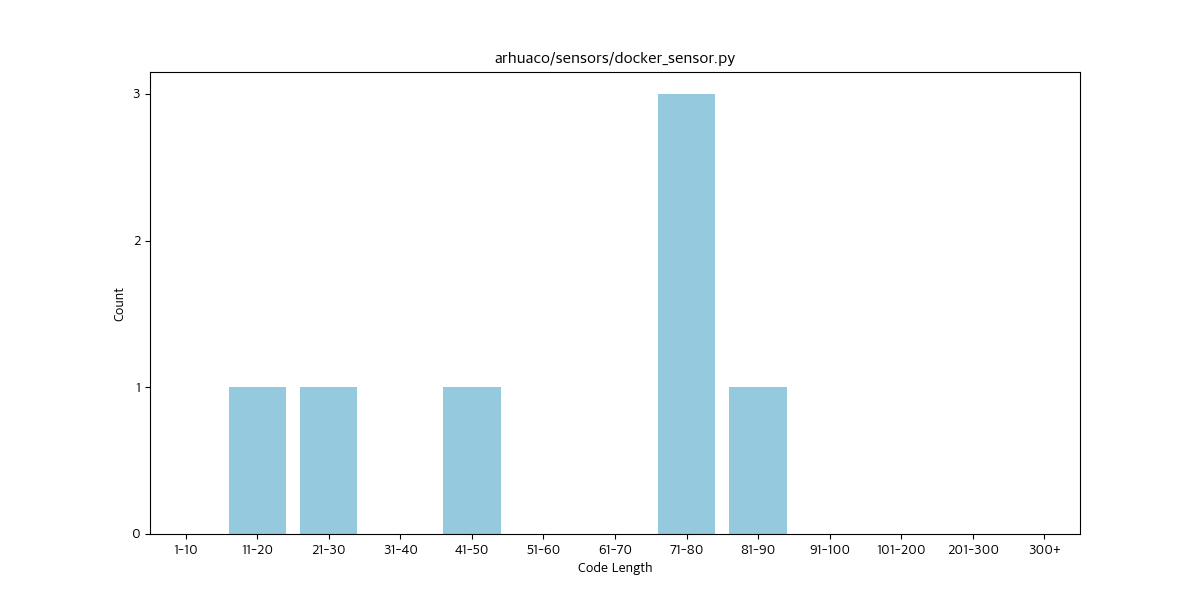 arhuaco/sensors/docker_sensor.py
3
2
1
0
Count
1-10 11-20 21-30 31-40 41-50 51-60 61-70 71-80 81-90 91-100 101-200 201-300 300+
Code Length